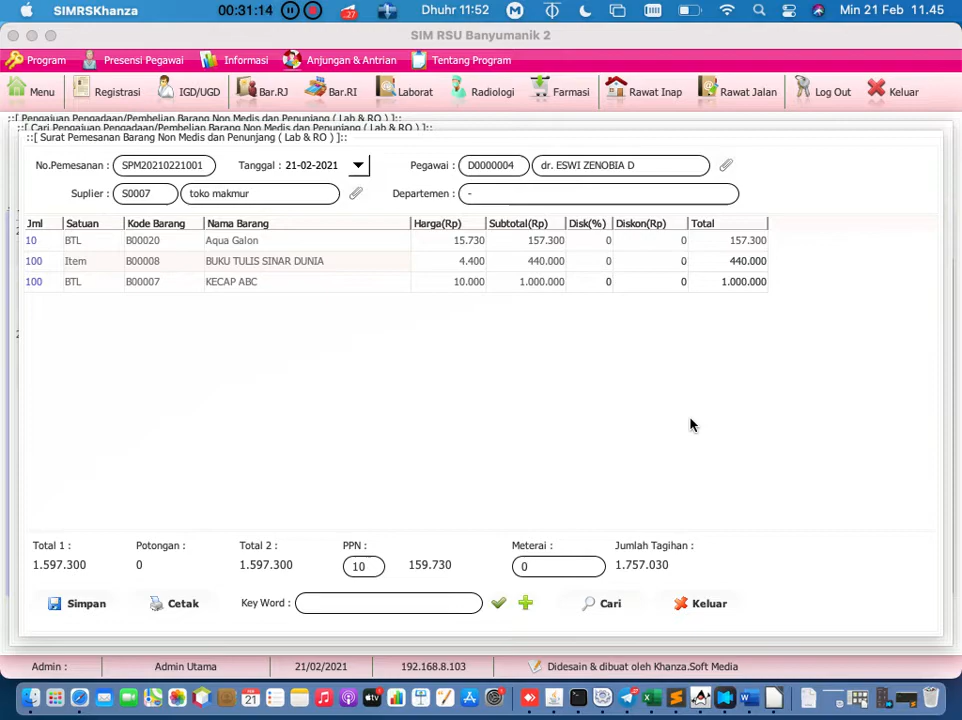 SIMRSKhanza 00:31:14 Dhuhr 11:52 Min 21 Feb 11.45
SIM RSU Banyumanik 2
Program Presensi Pegawai Informasi Anjungan & Antrian Tentang Program
Menu Registrasi IGD/UGD Bar.RJ Bar.RI Laborat Radiologi Farmasi Rawat Inap Rawat Jalan Log Out Keluar
::[ Pengajuan Pengadaan/Pembelian Barang Non Medis dan Penunjang ( Lab & RO ) ]::
::[ Cari Pengajuan Pengadaan/Pembelian Barang Non Medis dan Penunjang ( Lab & RO ) ]::
::[ Surat Pemesanan Barang Non Medis dan Penunjang ( Lab & RO ) ]::
No.Pemesanan : SPM20210221001 Tanggal : 21-02-2021 Pegawai : D0000004 dr. ESWI ZENOBIA D
Suplier : S0007 toko makmur Departemen : -
Jml Satuan Kode Barang Nama Barang Harga(Rp) Subtotal(Rp) Disk(%) Diskon(Rp) Total
10 BTL B00020 Aqua Galon 15.730 157.300 0 0 157.300
100 Item B00008 BUKU TULIS SINAR DUNIA 4.400 440.000 0 0 440.000
100 BTL B00007 KECAP ABC 10.000 1.000.000 0 0 1.000.000
Total 1 : Potongan : Total 2 : PPN : Meterai : Jumlah Tagihan :
1.597.300 0 1.597.300 10 159.730 0 1.757.030
Simpan Cetak Key Word : Cari Keluar
Admin : Admin Utama 21/02/2021 192.168.8.103 Didesain & dibuat oleh Khanza.Soft Media